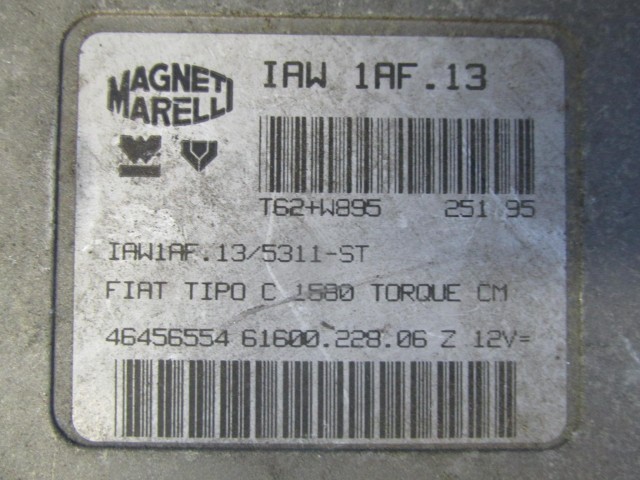 MAGNETI
MARELLI
IAW 1AF.13
T62+W895 251 95
IAW1AF.13/5311-ST
FIAT TIPO C 1580 TORQUE CM
46456554 61600.228.06 Z 12V=